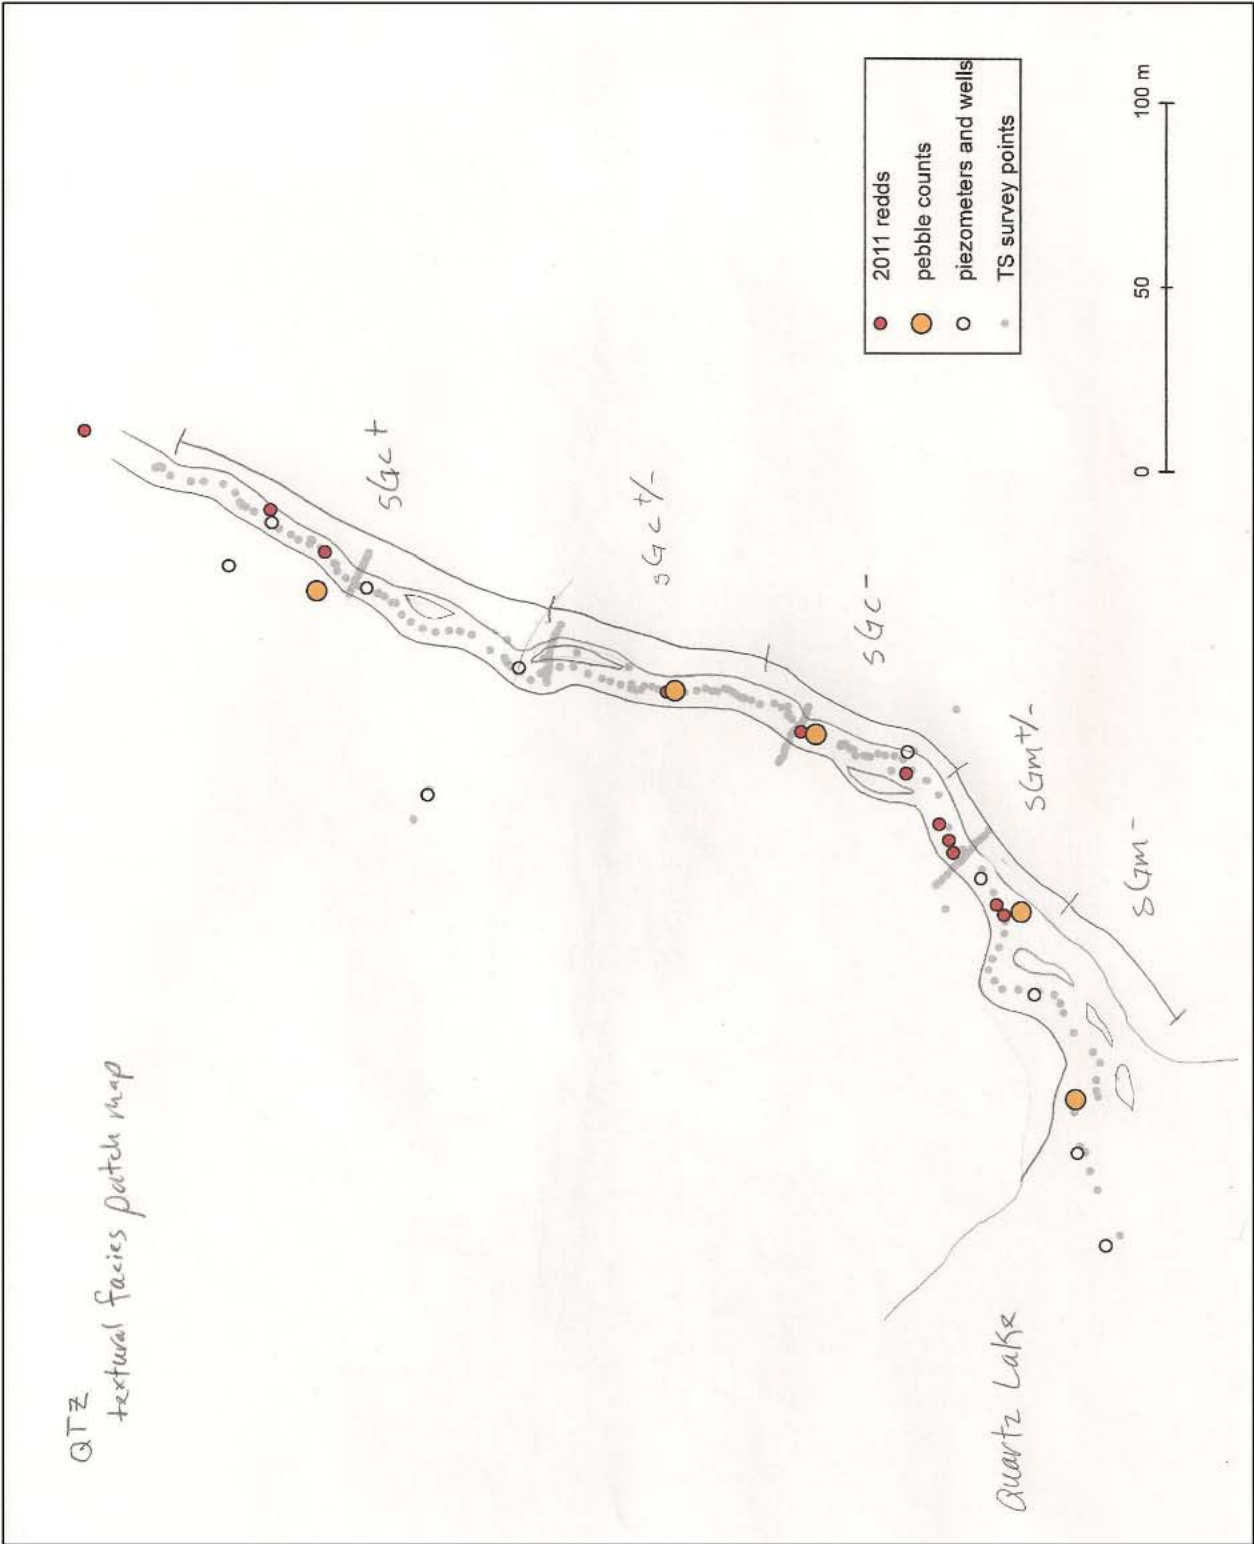 QTZ
textural facies patch map
sGc +
sGc +/-
sGc -
sGm +/-
sGm -
Quartz Lake
2011 redds
pebble counts
piezometers and wells
TS survey points
0
50
100 m